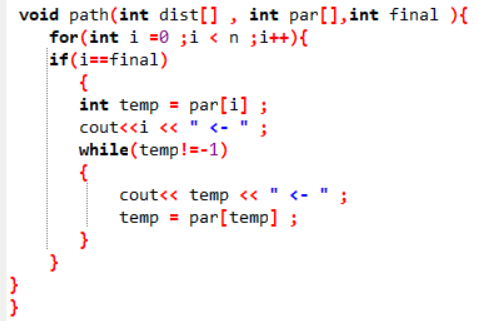 void path(int dist[] , int par[],int final ){
for(int i =0 ;i < n ;i++){
if(i==final)
{
int temp = par[i] ;
cout<<i << " <- " ;
while(temp!=-1)
{
cout<< temp << " <- " ;
temp = par[temp] ;
}
}
}
}